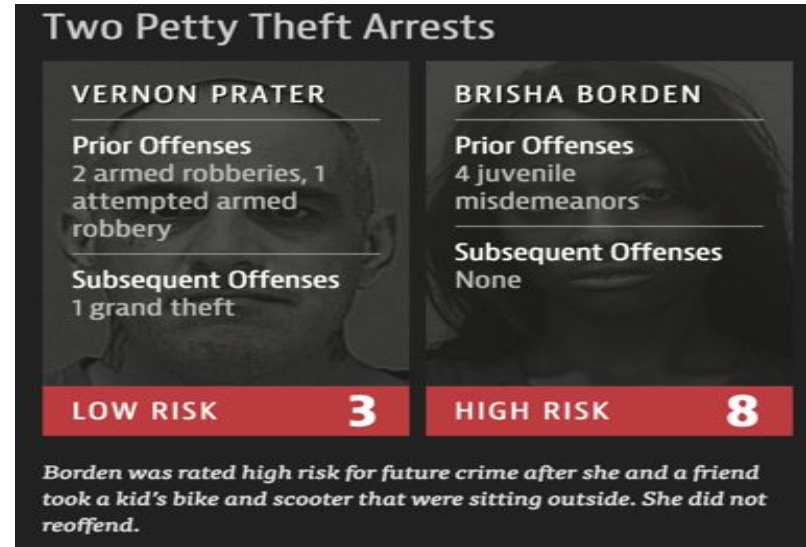 Two Petty Theft Arrests
VERNON PRATER
Prior Offenses
2 armed robberies, 1
attempted armed
robbery
Subsequent Offenses
1 grand theft
LOW RISK 3
BRISHA BORDEN
Prior Offenses
4 juvenile
misdemeanors
Subsequent Offenses
None
HIGH RISK 8
Borden was rated high risk for future crime after she and a friend
took a kid's bike and scooter that were sitting outside. She did not
reoffend.